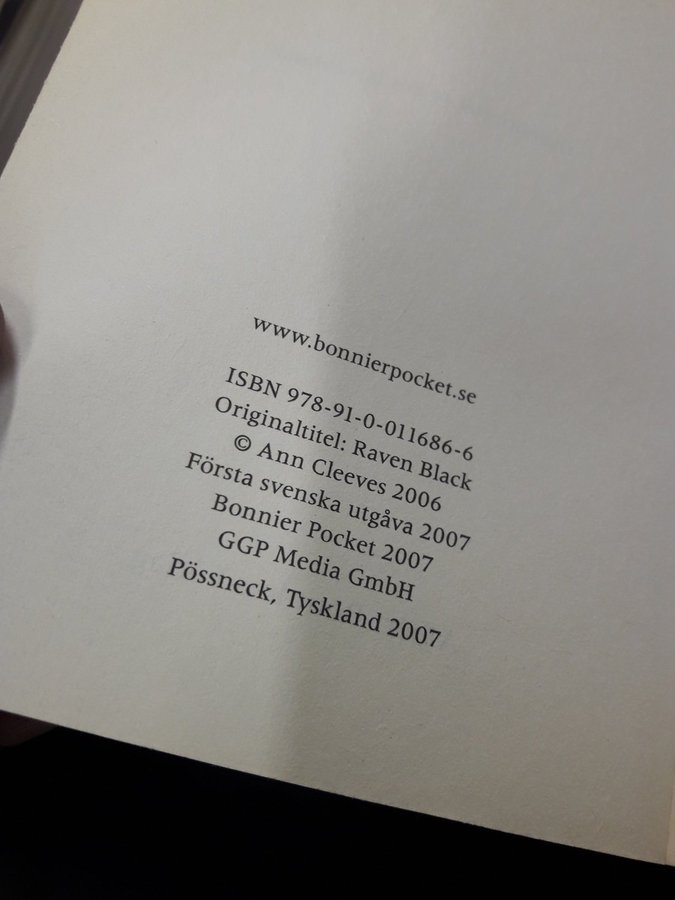 www.bonnierpocket.se
ISBN 978-91-0-011686-6
Originaltitel: Raven Black
© Ann Cleeves 2006
Första svenska utgåva 2007
Bonnier Pocket 2007
GGP Media GmbH
Pössneck, Tyskland 2007